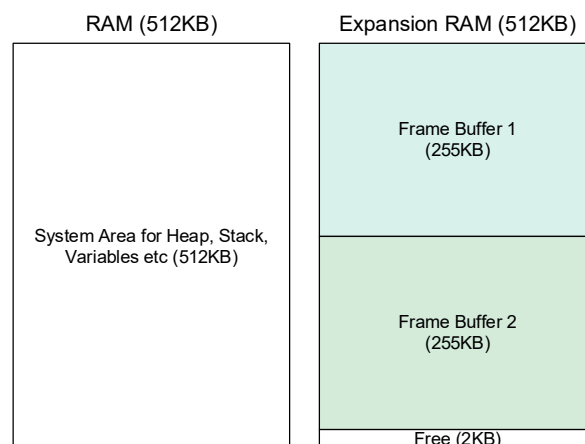 RAM (512KB)
System Area for Heap, Stack,
Variables etc (512KB)
Expansion RAM (512KB)
Frame Buffer 1
(255KB)
Frame Buffer 2
(255KB)
Free (2KB)